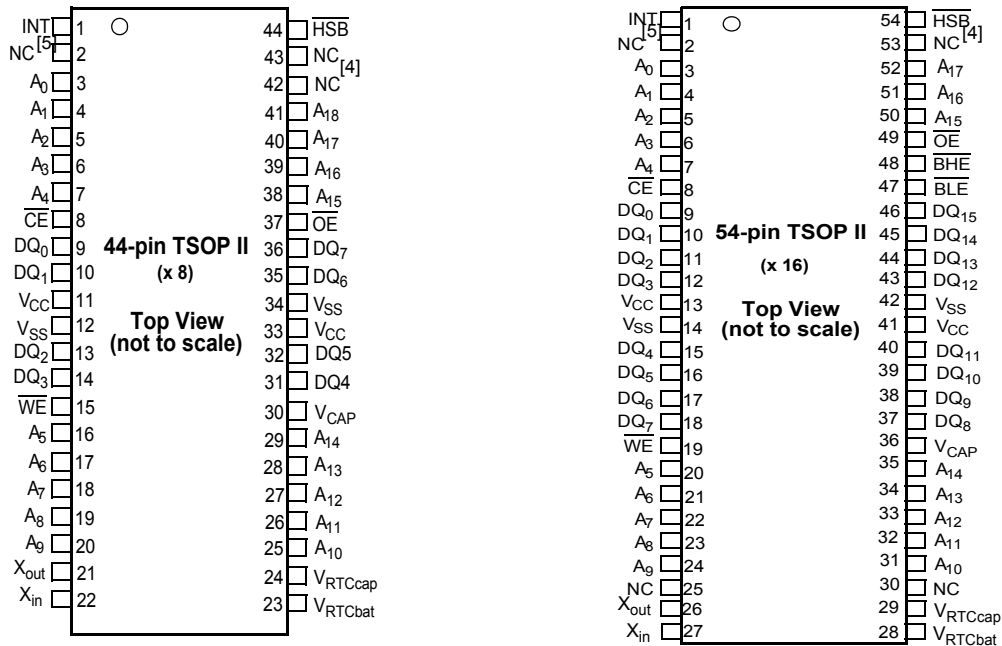 INT 1 44 HSB
NC[5] 2 43 NC[4]
A0 3 42 NC
A1 4 41 A18
A2 5 40 A17
A3 6 39 A16
A4 7 38 A15
CE 8 37 OE
DQ0 9 36 DQ7
DQ1 10 35 DQ6
VCC 11 34 VSS
VSS 12 33 VCC
DQ2 13 32 DQ5
DQ3 14 31 DQ4
WE 15 30 VCAP
A5 16 29 A14
A6 17 28 A13
A7 18 27 A12
A8 19 26 A11
A9 20 25 A10
Xout 21 24 VRTCcap
Xin 22 23 VRTCbat
44-pin TSOP II
(x 8)
Top View
(not to scale)
INT[5] 1 54 HSB
NC 2 53 NC[4]
A0 3 52 A17
A1 4 51 A16
A2 5 50 A15
A3 6 49 OE
A4 7 48 BHE
CE 8 47 BLE
DQ0 9 46 DQ15
DQ1 10 45 DQ14
DQ2 11 44 DQ13
DQ3 12 43 DQ12
VCC 13 42 VSS
VSS 14 41 VCC
DQ4 15 40 DQ11
DQ5 16 39 DQ10
DQ6 17 38 DQ9
DQ7 18 37 DQ8
WE 19 36 VCAP
A5 20 35 A14
A6 21 34 A13
A7 22 33 A12
A8 23 32 A11
A9 24 31 A10
NC 25 30 NC
Xout 26 29 VRTCcap
Xin 27 28 VRTCbat
54-pin TSOP II
(x 16)
Top View
(not to scale)